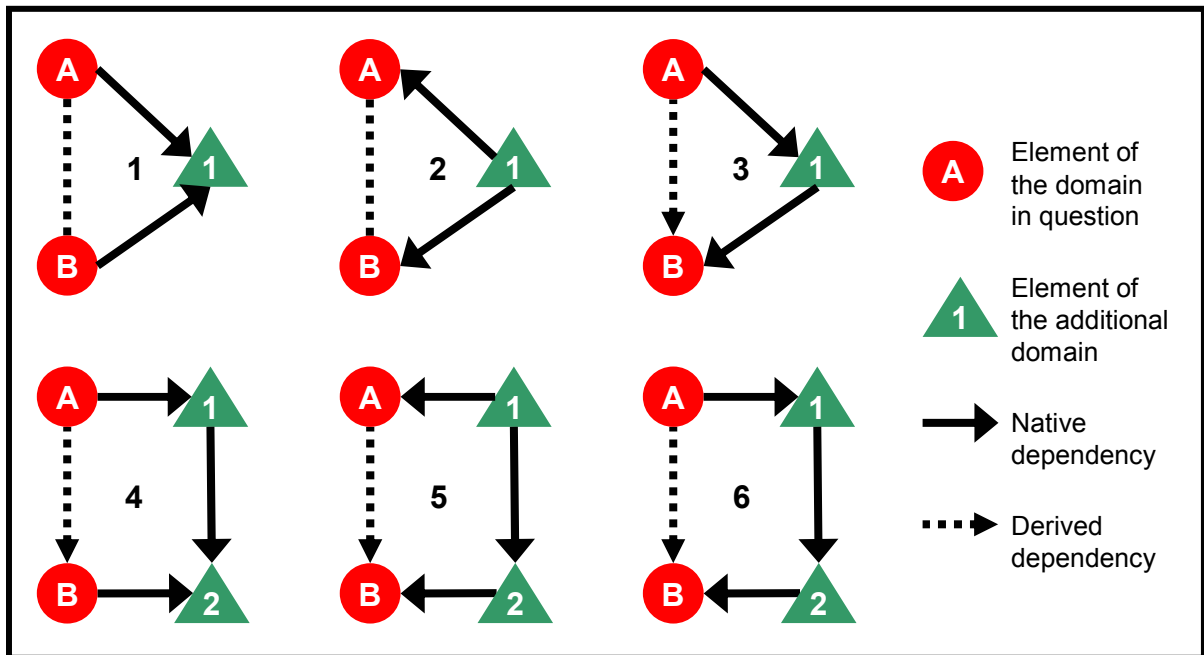 A
1
1
B
A
2
1
B
A
3
1
B
A
1
4
B
2
A
1
5
B
2
A
1
6
B
2
A
Element of
the domain
in question
1
Element of
the additional
domain
Native
dependency
Derived
dependency